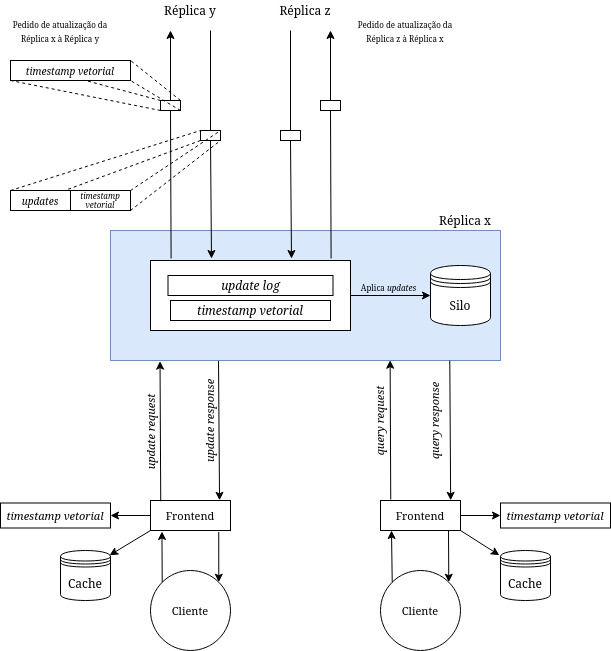 Réplica y
Réplica z
Pedido de atualização da
Réplica x à Réplica y
Pedido de atualização da
Réplica z à Réplica x
timestamp vetorial
updates
timestamp
vetorial
Réplica x
update log
timestamp vetorial
Aplica updates
Silo
update request
update response
query request
query response
timestamp vetorial
Frontend
Frontend
timestamp vetorial
Cache
Cliente
Cliente
Cache